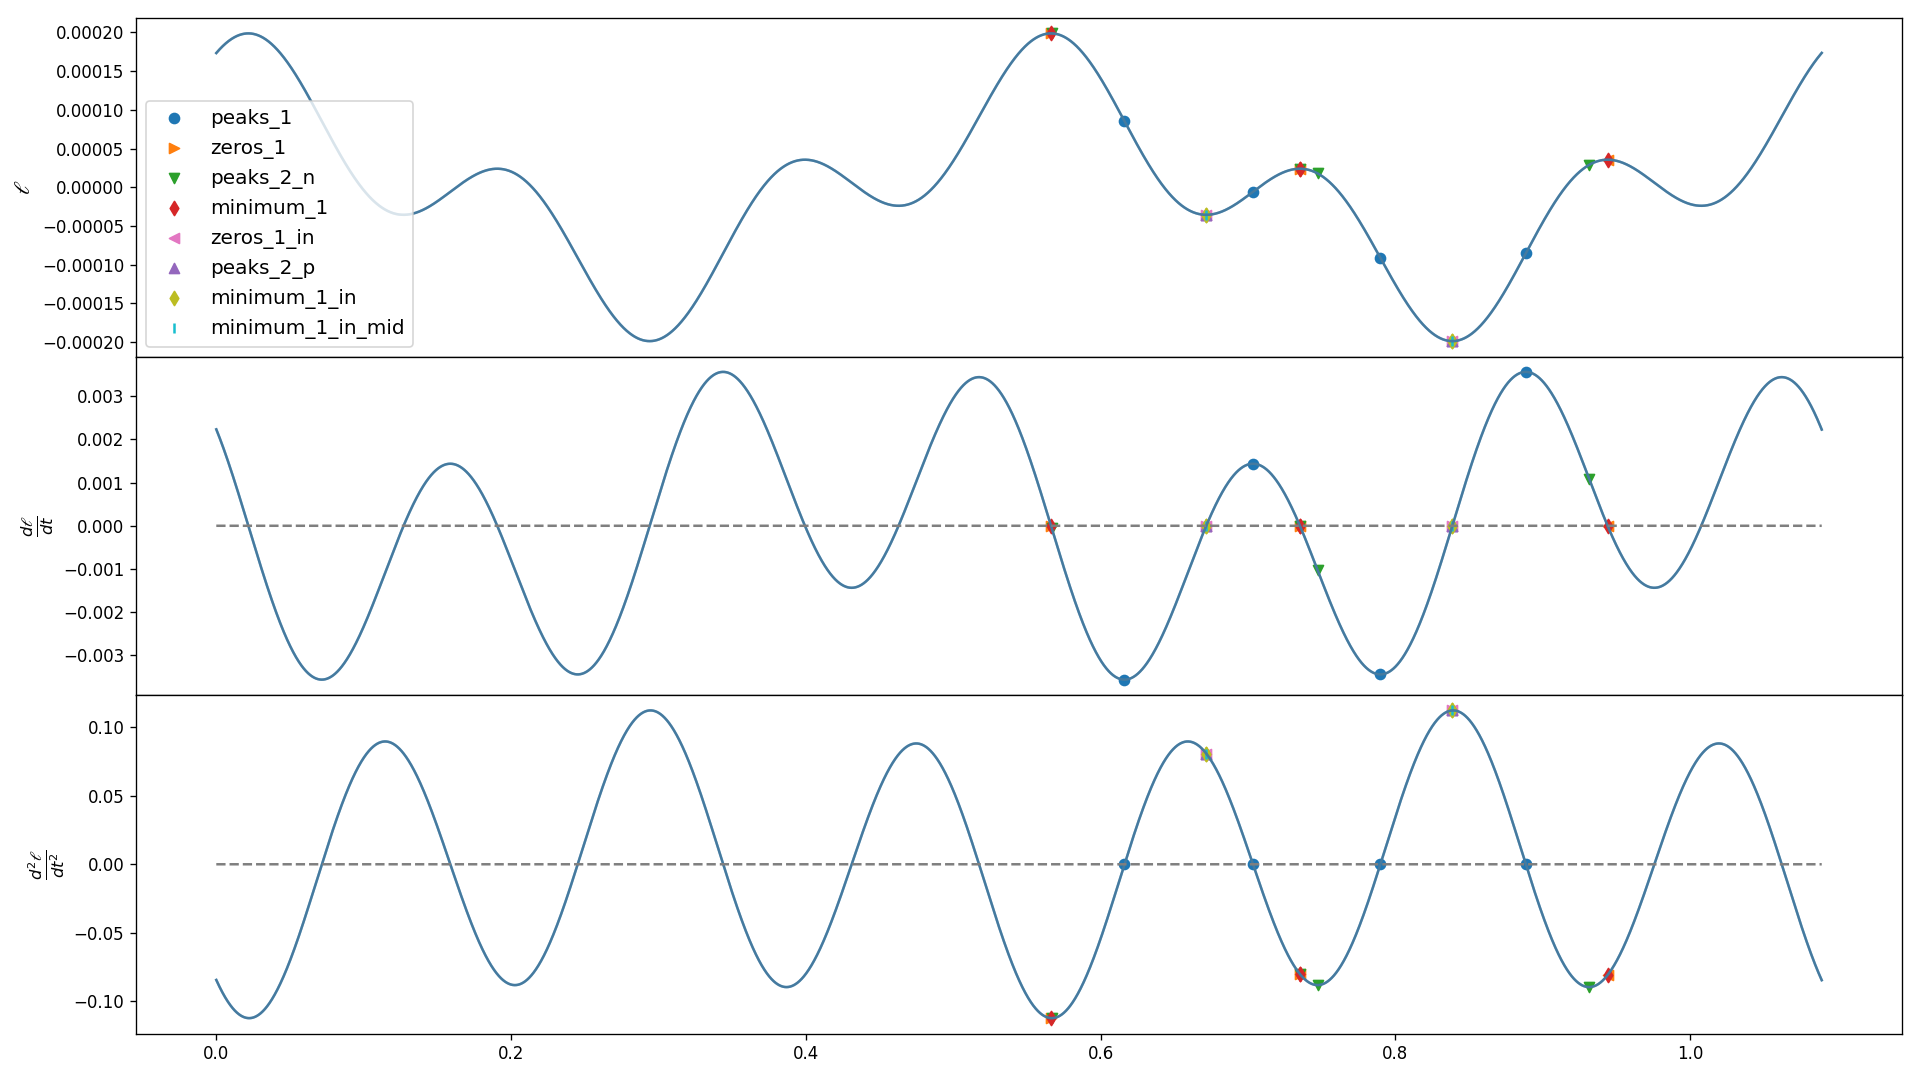 0.00020
0.00015
0.00010
0.00005
0.00000
−0.00005
−0.00010
−0.00015
−0.00020
ℓ
peaks_1
zeros_1
peaks_2_n
minimum_1
zeros_1_in
peaks_2_p
minimum_1_in
minimum_1_in_mid
0.003
0.002
0.001
0.000
−0.001
−0.002
−0.003
dℓ/dt
0.10
0.05
0.00
−0.05
−0.10
d²ℓ/dt²
0.0 0.2 0.4 0.6 0.8 1.0